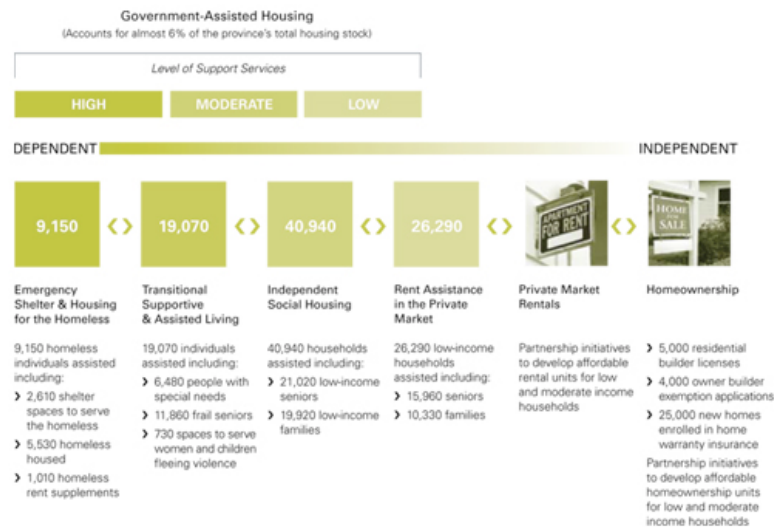 Government-Assisted Housing
(Accounts for almost 6% of the province's total housing stock)
Level of Support Services
HIGH
MODERATE
LOW
DEPENDENT
INDEPENDENT
9,150
19,070
40,940
26,290
APARTMENT
FOR RENT
HOME
FOR
SALE
Emergency
Shelter & Housing
for the Homeless
9,150 homeless
individuals assisted
including:
2,610 shelter
spaces to serve
the homeless
5,530 homeless
housed
1,010 homeless
rent supplements
Transitional
Supportive
& Assisted Living
19,070 individuals
assisted including:
6,480 people with
special needs
11,860 frail seniors
730 spaces to serve
women and children
fleeing violence
Independent
Social Housing
40,940 households
assisted including:
21,020 low-income
seniors
19,920 low-income
families
Rent Assistance
in the Private
Market
26,290 low-income
households
assisted including:
15,960 seniors
10,330 families
Private Market
Rentals
Partnership initiatives
to develop affordable
rental units for low
and moderate income
households
Homeownership
5,000 residential
builder licenses
4,000 owner builder
exemption applications
25,000 new homes
enrolled in home
warranty insurance
Partnership initiatives
to develop affordable
homeownership units
for low and moderate
income households